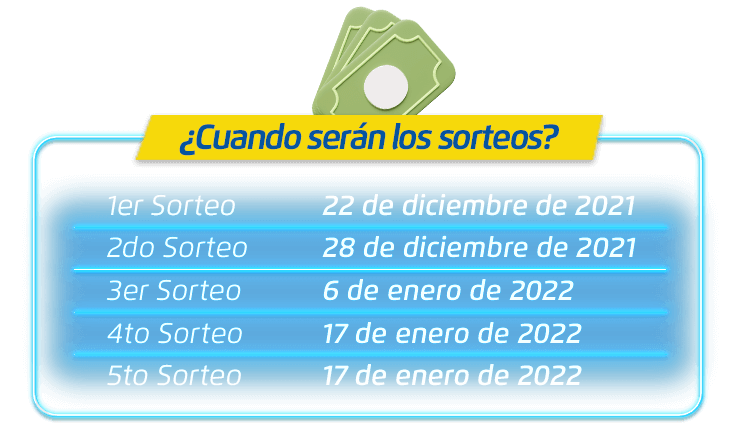 ¿Cuando serán los sorteos?
1er Sorteo 22 de diciembre de 2021
2do Sorteo 28 de diciembre de 2021
3er Sorteo 6 de enero de 2022
4to Sorteo 17 de enero de 2022
5to Sorteo 17 de enero de 2022